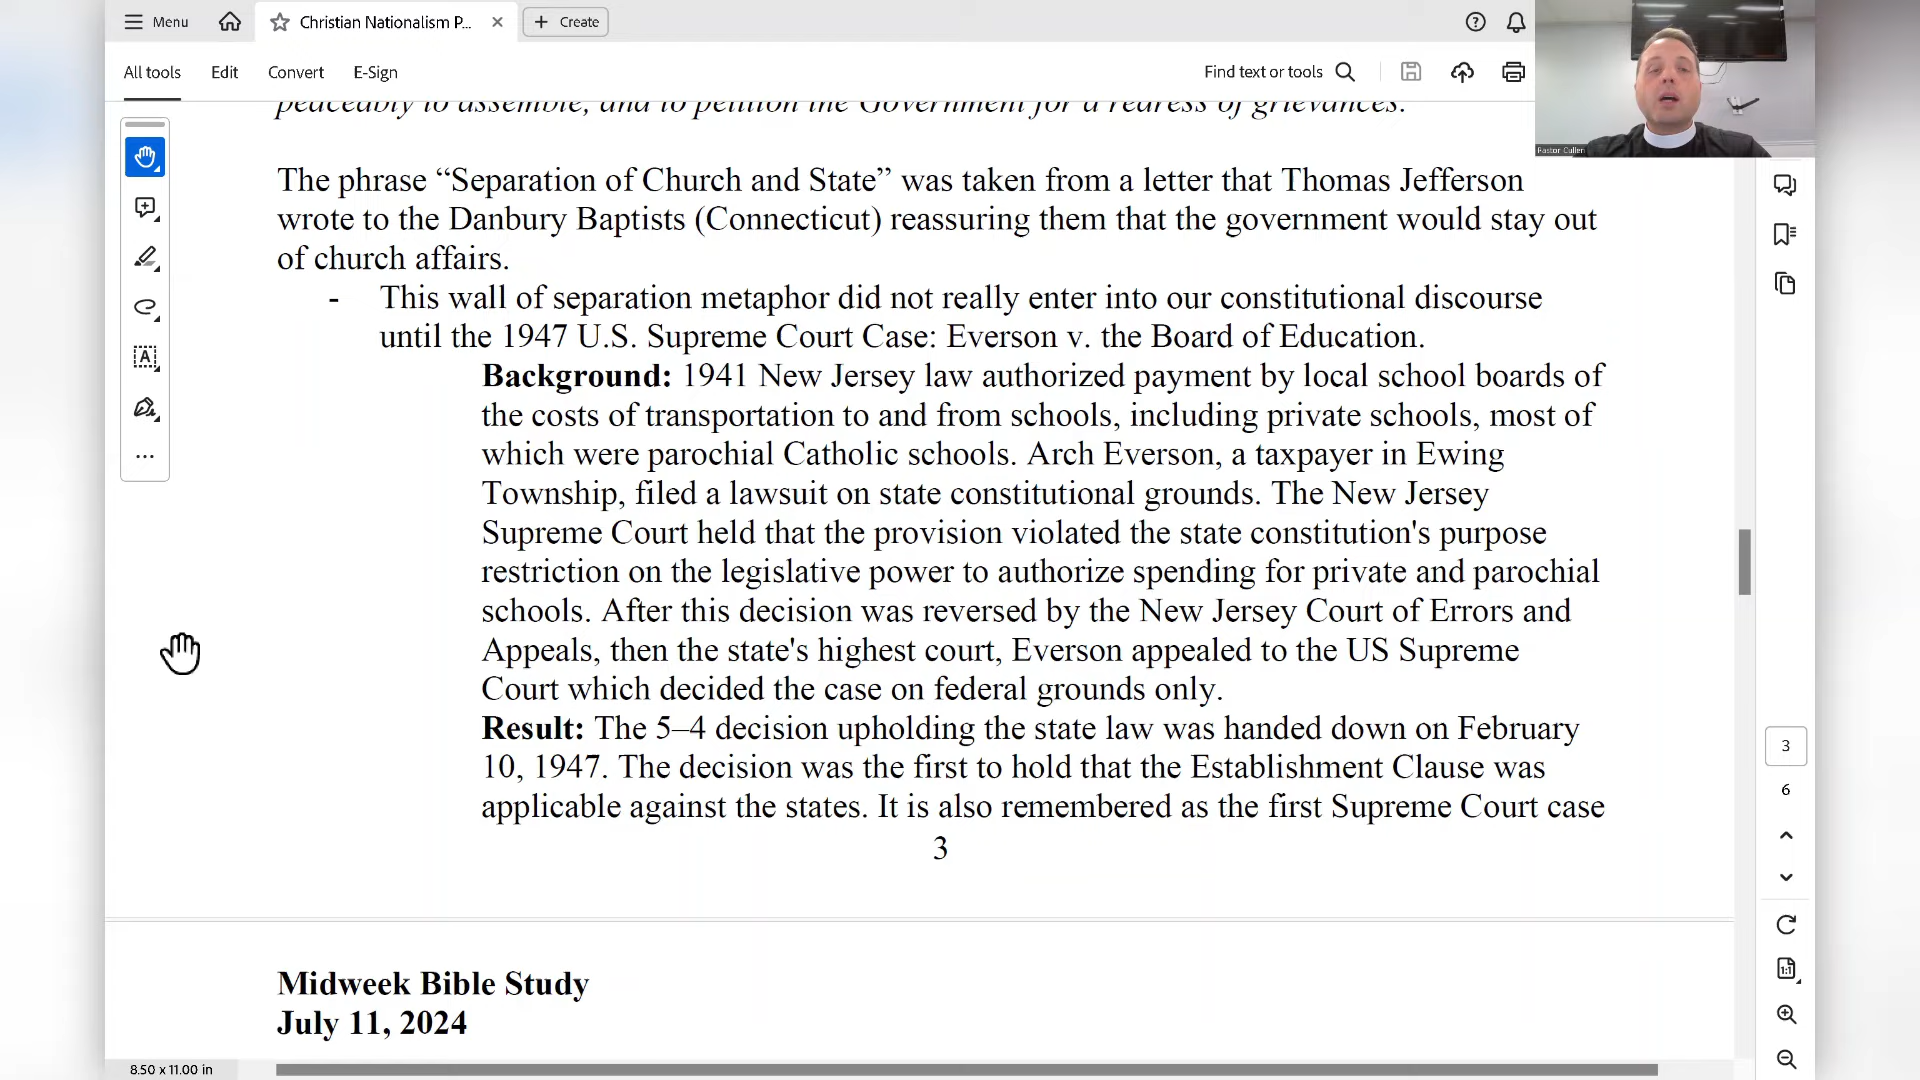 Menu
Christian Nationalism P...
Create
All tools
Edit
Convert
E-Sign
Find text or tools
Pastor Cullen
peaceably to assemble, and to petition the Government for a redress of grievances.
The phrase “Separation of Church and State” was taken from a letter that Thomas Jefferson
wrote to the Danbury Baptists (Connecticut) reassuring them that the government would stay out
of church affairs.
- This wall of separation metaphor did not really enter into our constitutional discourse
until the 1947 U.S. Supreme Court Case: Everson v. the Board of Education.
Background: 1941 New Jersey law authorized payment by local school boards of
the costs of transportation to and from schools, including private schools, most of
which were parochial Catholic schools. Arch Everson, a taxpayer in Ewing
Township, filed a lawsuit on state constitutional grounds. The New Jersey
Supreme Court held that the provision violated the state constitution's purpose
restriction on the legislative power to authorize spending for private and parochial
schools. After this decision was reversed by the New Jersey Court of Errors and
Appeals, then the state's highest court, Everson appealed to the US Supreme
Court which decided the case on federal grounds only.
Result: The 5–4 decision upholding the state law was handed down on February
10, 1947. The decision was the first to hold that the Establishment Clause was
applicable against the states. It is also remembered as the first Supreme Court case
3
Midweek Bible Study
July 11, 2024
3
6
8.50 x 11.00 in